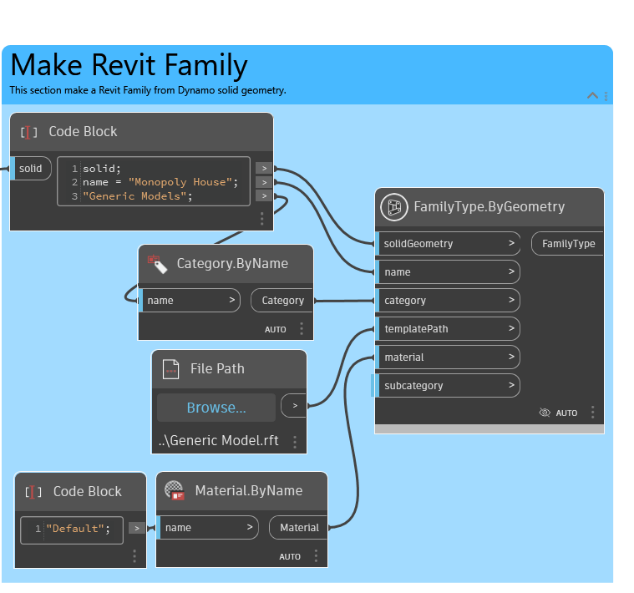 Make Revit Family
This section make a Revit Family from Dynamo solid geometry.
Code Block
solid
1 solid;
2 name = "Monopoly House";
3 "Generic Models";
>
>
>
FamilyType.ByGeometry
solidGeometry >
FamilyType
name >
category >
templatePath >
material >
subcategory >
AUTO
Category.ByName
name >
Category
AUTO
File Path
Browse...
>
..\Generic Model.rft
Code Block
1 "Default";
>
Material.ByName
name >
Material
AUTO